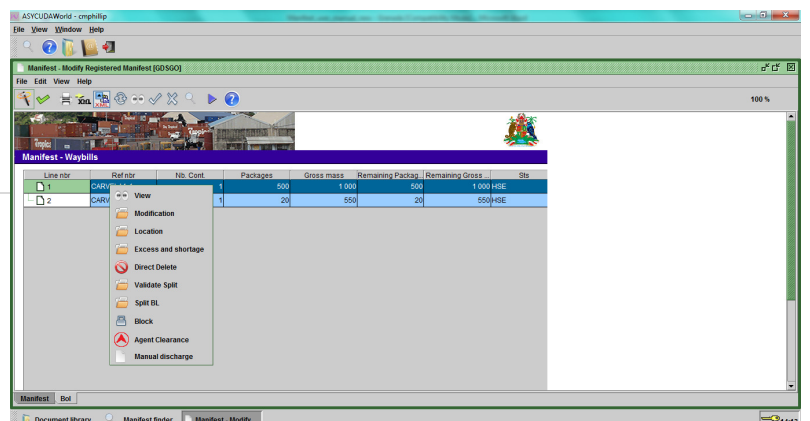 ASYCUDAWorld - cmphillip
File View Window Help
Manifest - Modify Registered Manifest [GDSGO]
File Edit View Help
XML XML 100 %
Manifest - Waybills
Line nbr Ref nbr Nb. Cont. Packages Gross mass Remaining Packag... Remaining Gross ... Sts
1 1 500 1 000 500 1 000 HSE
2 CARV 1 20 550 20 550 HSE
View
Modification
Location
Excess and shortage
Direct Delete
Validate Split
Split BL
Block
Agent Clearance
Manual discharge
Manifest Bol
Document library Manifest finder Manifest - Modify